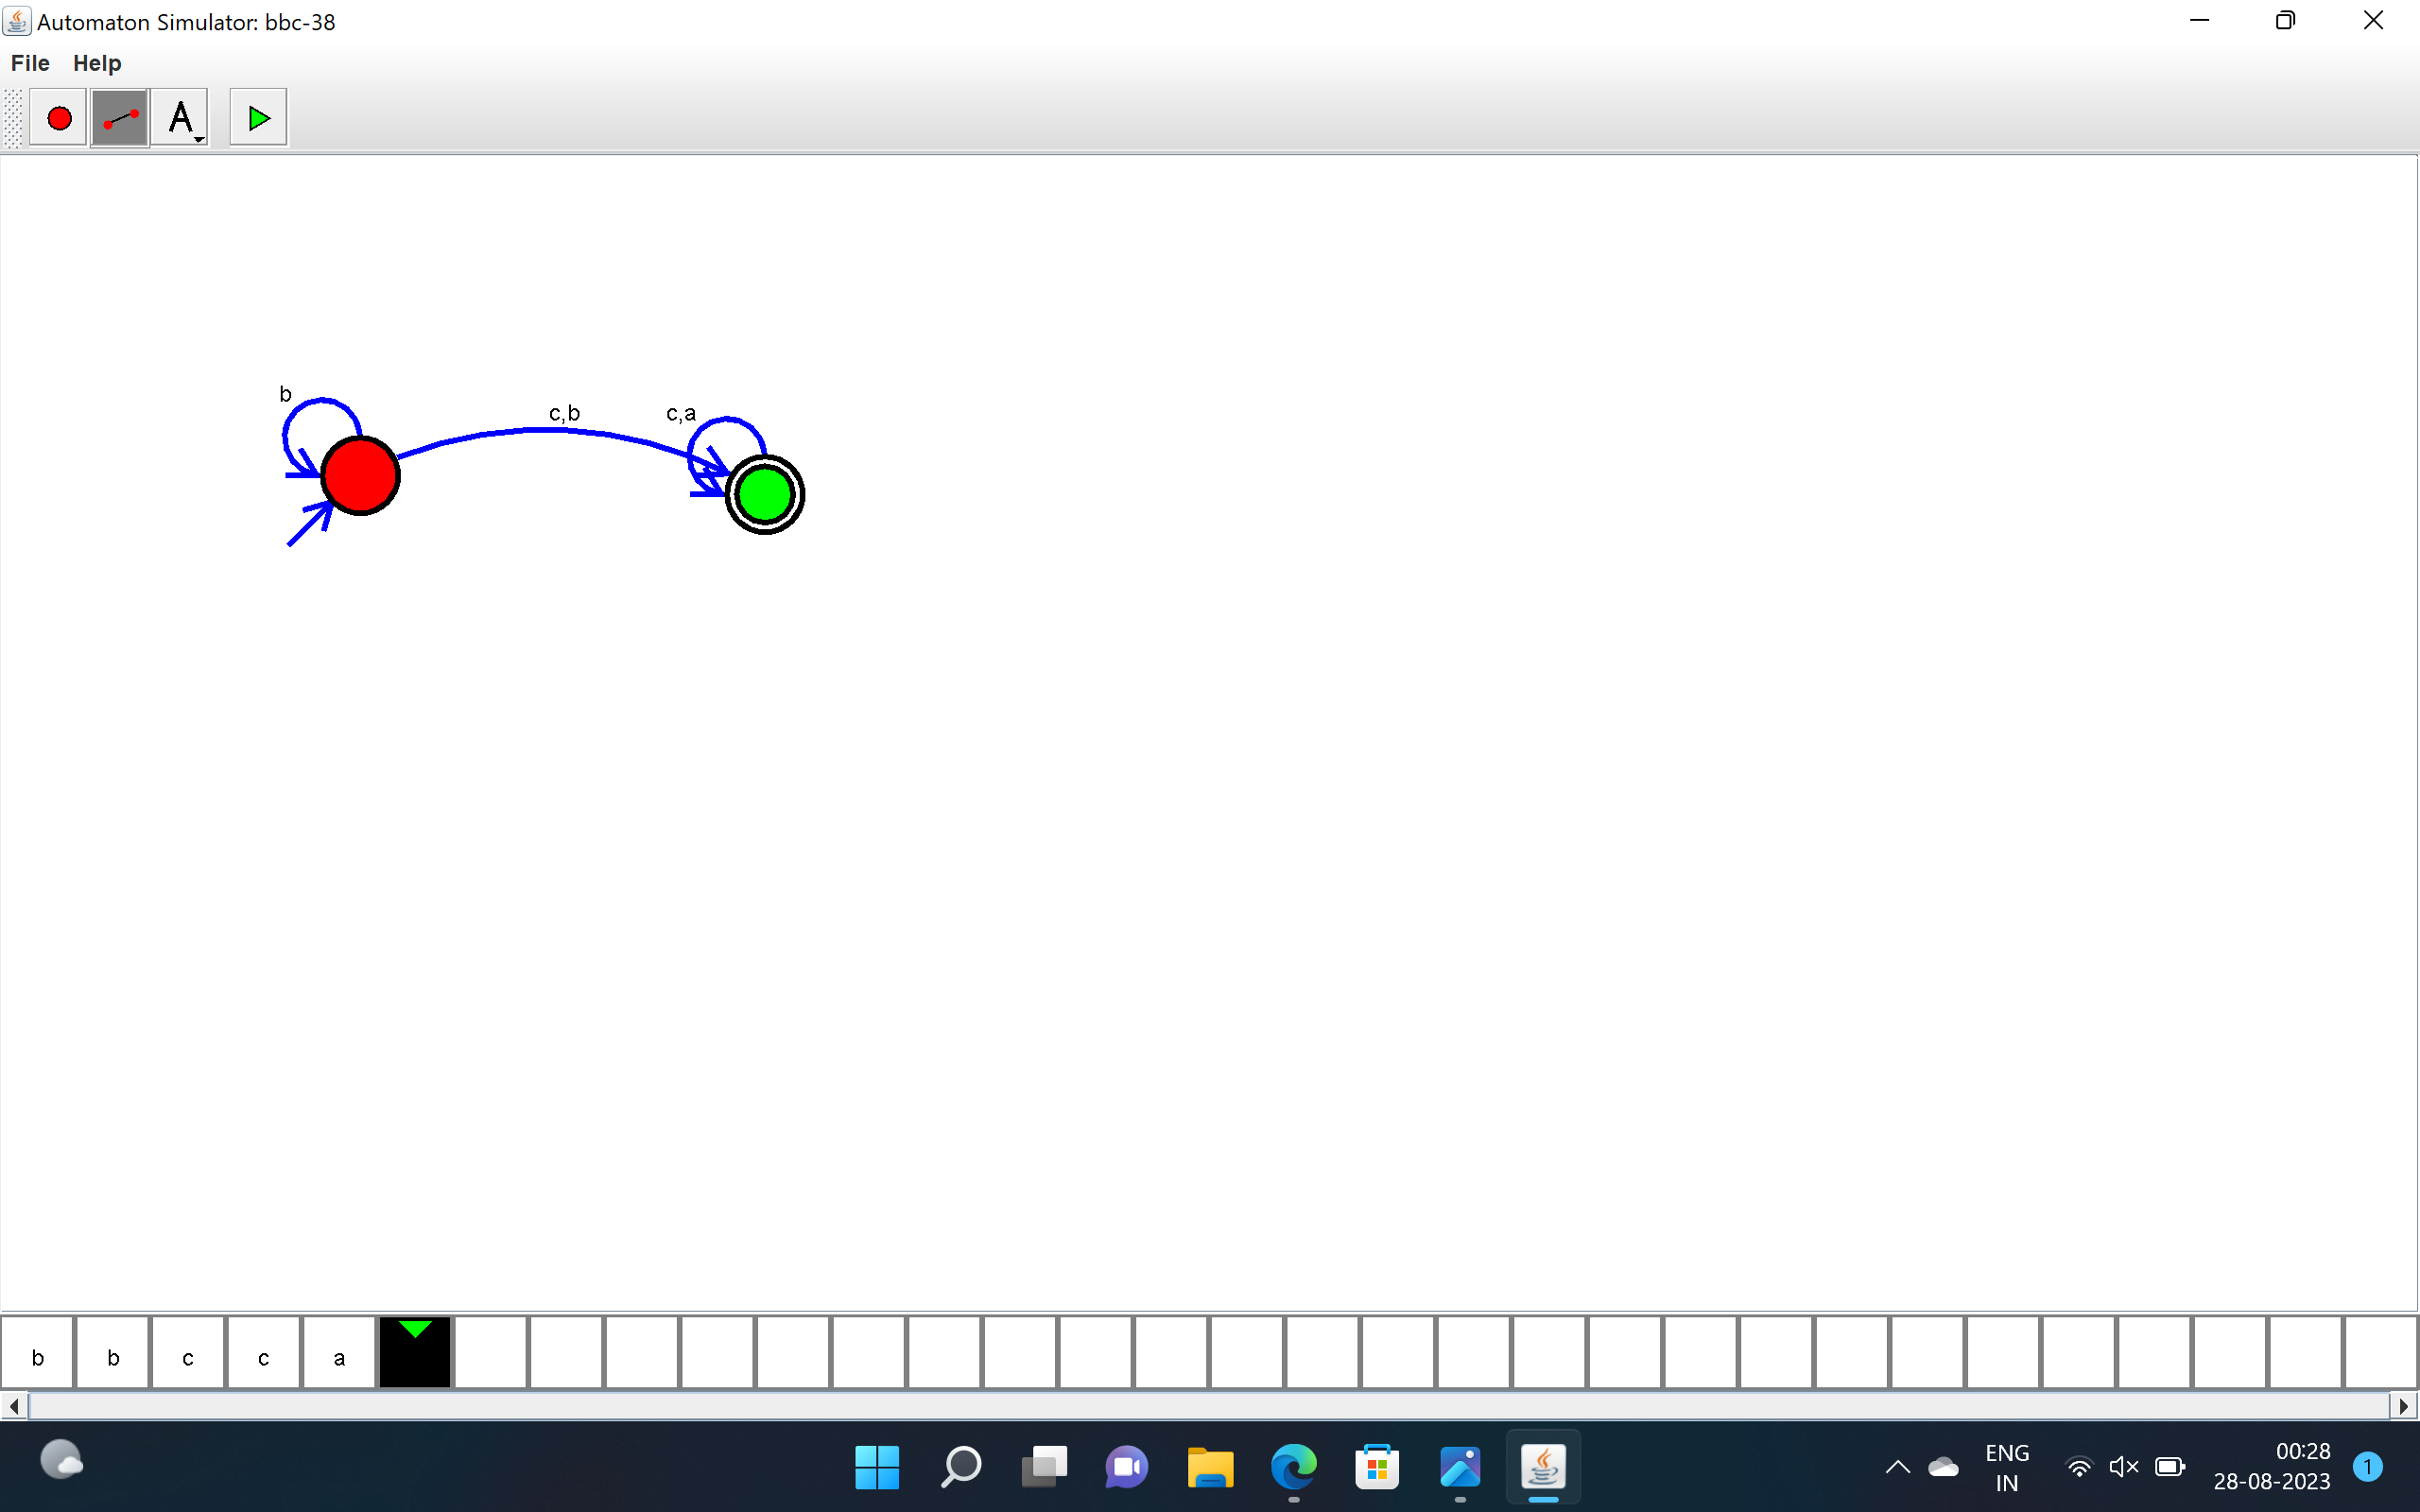 Automaton Simulator: bbc-38
File Help
A
b
c,b
c,a
b b c c a
ENG
IN
00:28
28-08-2023
1